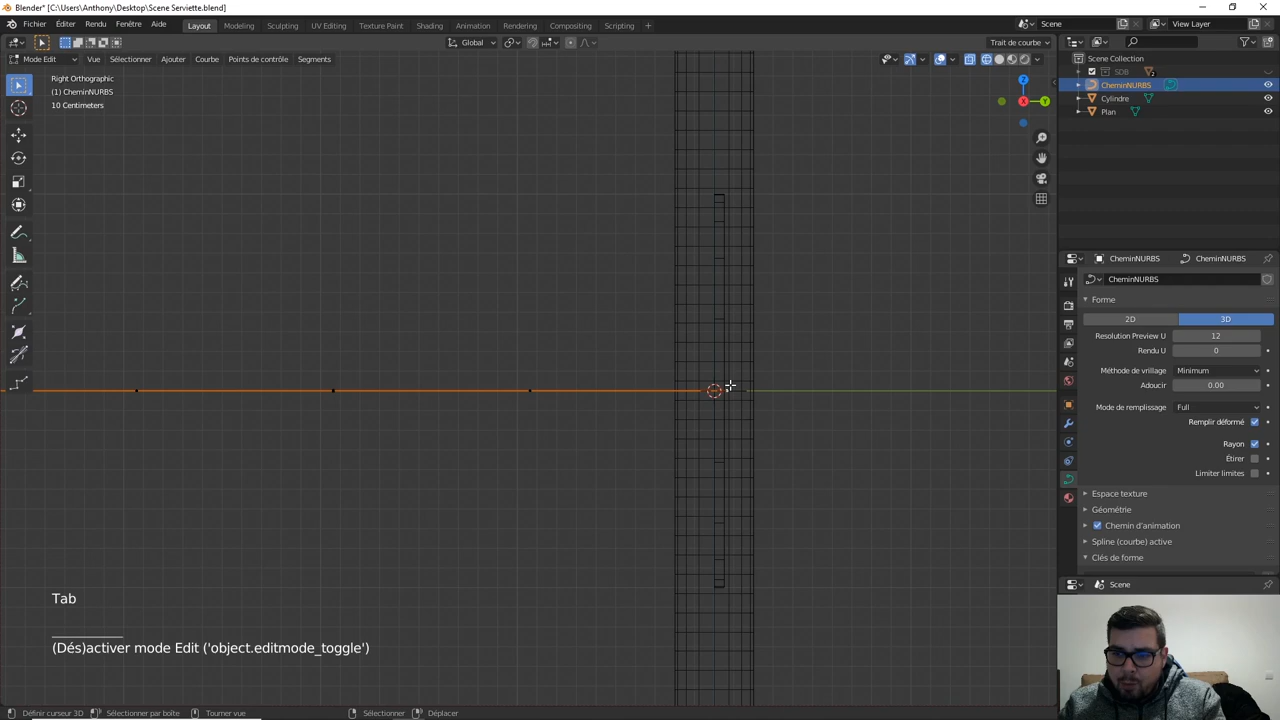 Blender* [C:\Users\Anthony\Desktop\Scene Serviette.blend]
Fichier Éditer Rendu Fenêtre Aide Layout Modeling Sculpting UV Editing Texture Paint Shading Animation Rendering Compositing Scripting + Scene View Layer
Global Trait de courbe
Mode Edit Vue Sélectionner Ajouter Courbe Points de contrôle Segments
Right Orthographic
(1) CheminNURBS
10 Centimeters
Z
X
Y
Tab
(Dés)activer mode Edit ('object.editmode_toggle')
Scene Collection
SDB 2
CheminNURBS
Cylindre
Plan
CheminNURBS CheminNURBS
CheminNURBS
Forme
2D 3D
Resolution Preview U 12
Rendu U 0
Méthode de vrillage Minimum
Adoucir 0.00
Mode de remplissage Full
Remplir déformé
Rayon
Étirer
Limiter limites
Espace texture
Géométrie
Chemin d'animation
Spline (courbe) active
Clés de forme
Scene
Définir curseur 3D Sélectionner par boîte Tourner vue Sélectionner Déplacer